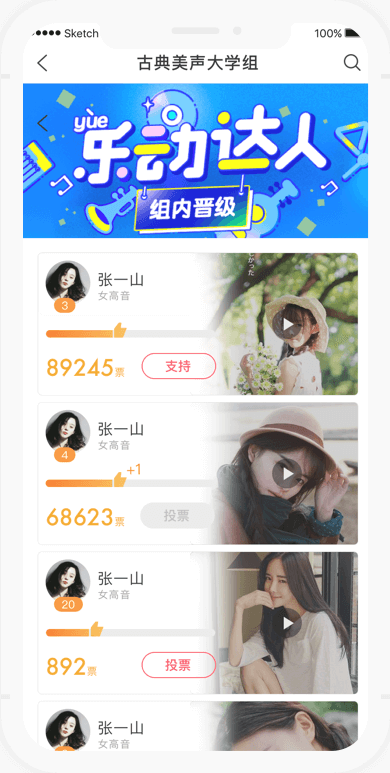 Sketch 100%
古典美声大学组
yuè
乐动达人
组内晋级
张一山
女高音
3
89245票
支持
张一山
女高音
4
+1
68623票
投票
张一山
女高音
20
892票
投票
张一山
女高音